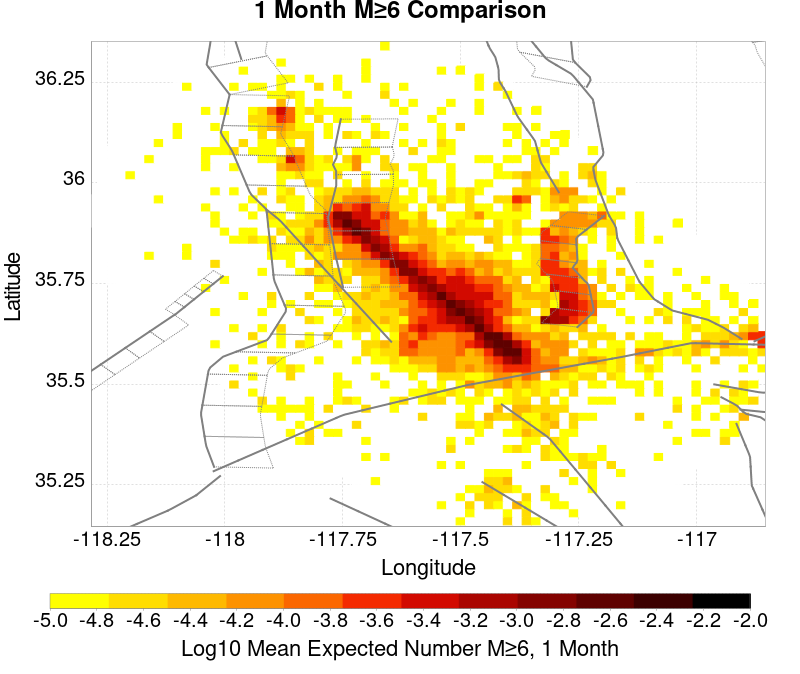 1 Month M≥6 Comparison
36.25
36
35.75
35.5
35.25
Latitude
-118.25 -118 -117.75 -117.5 -117.25 -117
Longitude
-5.0 -4.8 -4.6 -4.4 -4.2 -4.0 -3.8 -3.6 -3.4 -3.2 -3.0 -2.8 -2.6 -2.4 -2.2 -2.0
Log10 Mean Expected Number M≥6, 1 Month